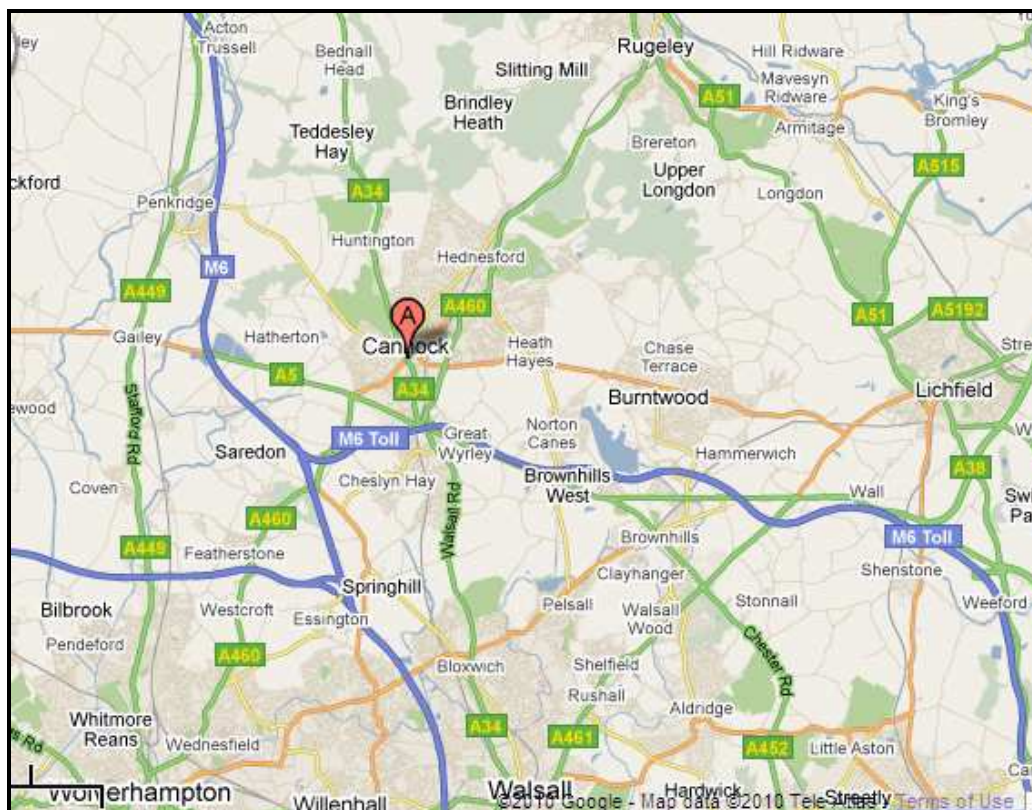 Acton
Trussell
Bednall
Head
Rugeley
Hill Ridware
Slitting Mill
Mavesyn
Ridware
A51
King's
Bromley
Brindley
Heath
Teddesley
Hay
Armitage
Brereton
Upper
Longdon
A515
A34
Longdon
Penkridge
Huntington
Hednesford
M6
A449
A460
A51
A5192
A
Gailey
Hatherton
Cannock
Heath
Hayes
Chase
Terrace
A5
A34
Burntwood
Lichfield
Stafford Rd
M6 Toll
Great
Wyrley
Norton
Canes
Saredon
Hammerwich
A38
Cheslyn Hay
Brownhills
West
Coven
Walsall Rd
Wall
A460
M6 Toll
A449
Featherstone
Brownhills
Shenstone
Springhill
Clayhanger
Bilbrook
Westcroft
Essington
Pelsall
Walsall
Wood
Stonnall
Weeford
Pendeford
A460
Chester Rd
Bloxwich
Shelfield
Rushall
Whitmore
Reans
Wednesfield
A34
A461
Aldridge
A452
Little Aston
Wolverhampton
Willenhall
Walsall
Hardwick
Streetly
©2010 Google - Map data ©2010 Tele Atlas - Terms of Use